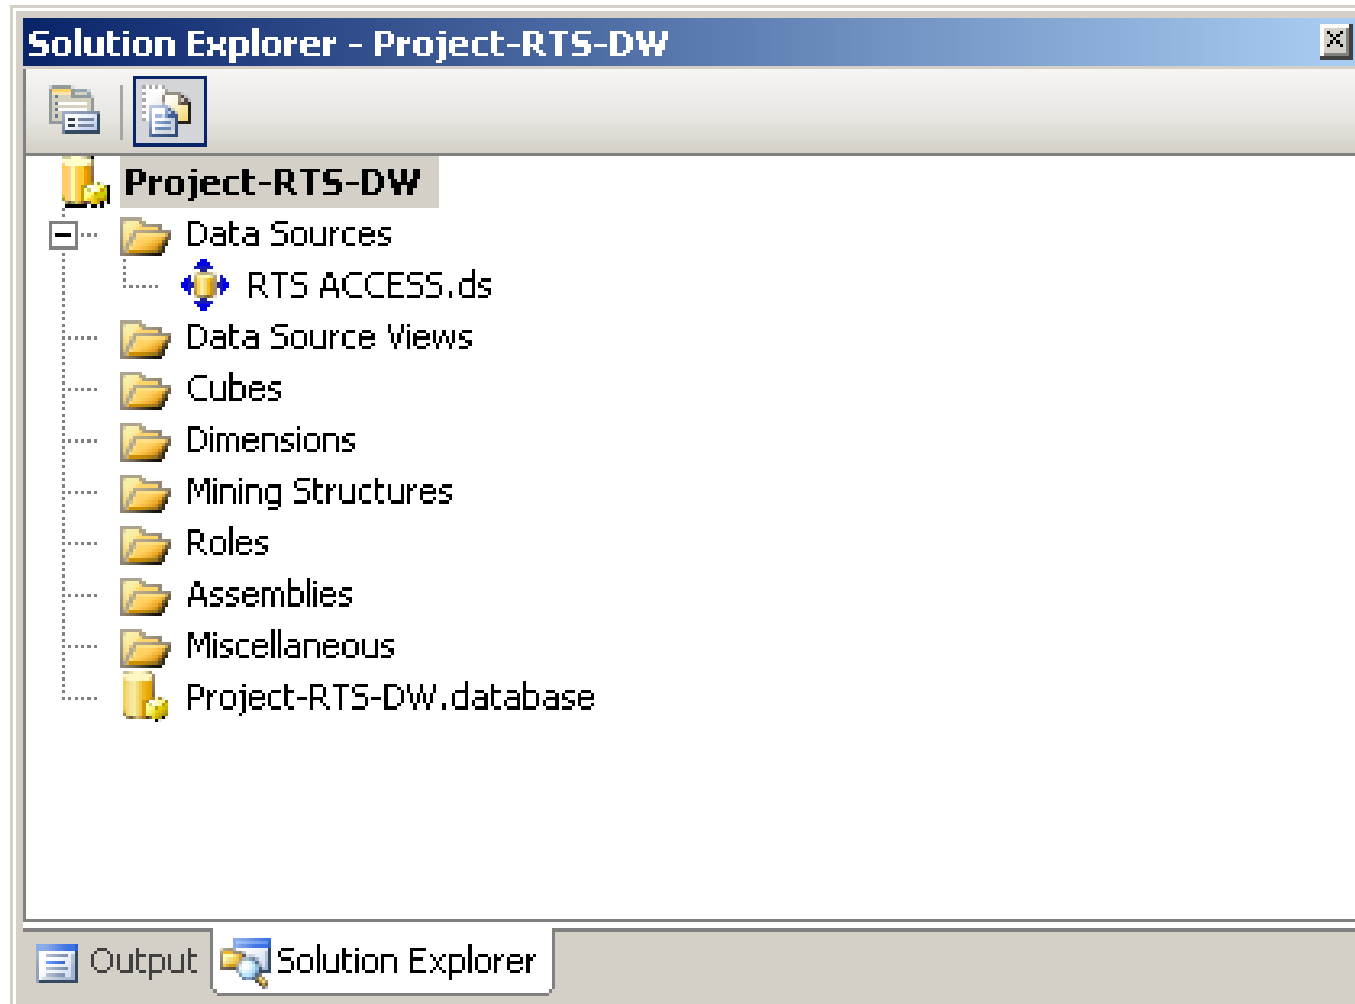 Solution Explorer - Project-RTS-DW
Project-RTS-DW
Data Sources
RTS ACCESS.ds
Data Source Views
Cubes
Dimensions
Mining Structures
Roles
Assemblies
Miscellaneous
Project-RTS-DW.database
Output Solution Explorer